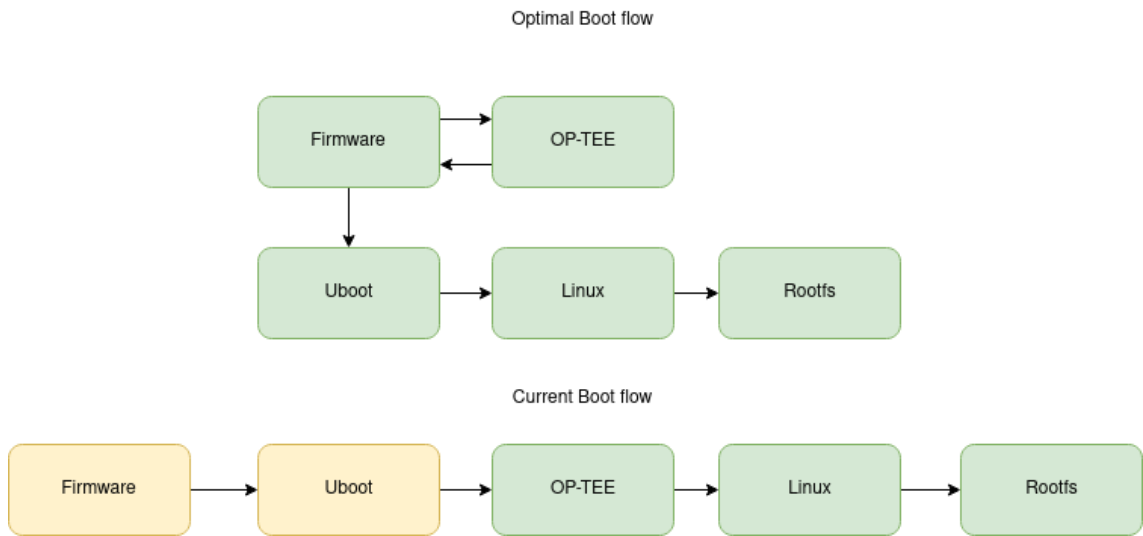 Optimal Boot flow
Firmware
OP-TEE
Uboot
Linux
Rootfs
Current Boot flow
Firmware
Uboot
OP-TEE
Linux
Rootfs